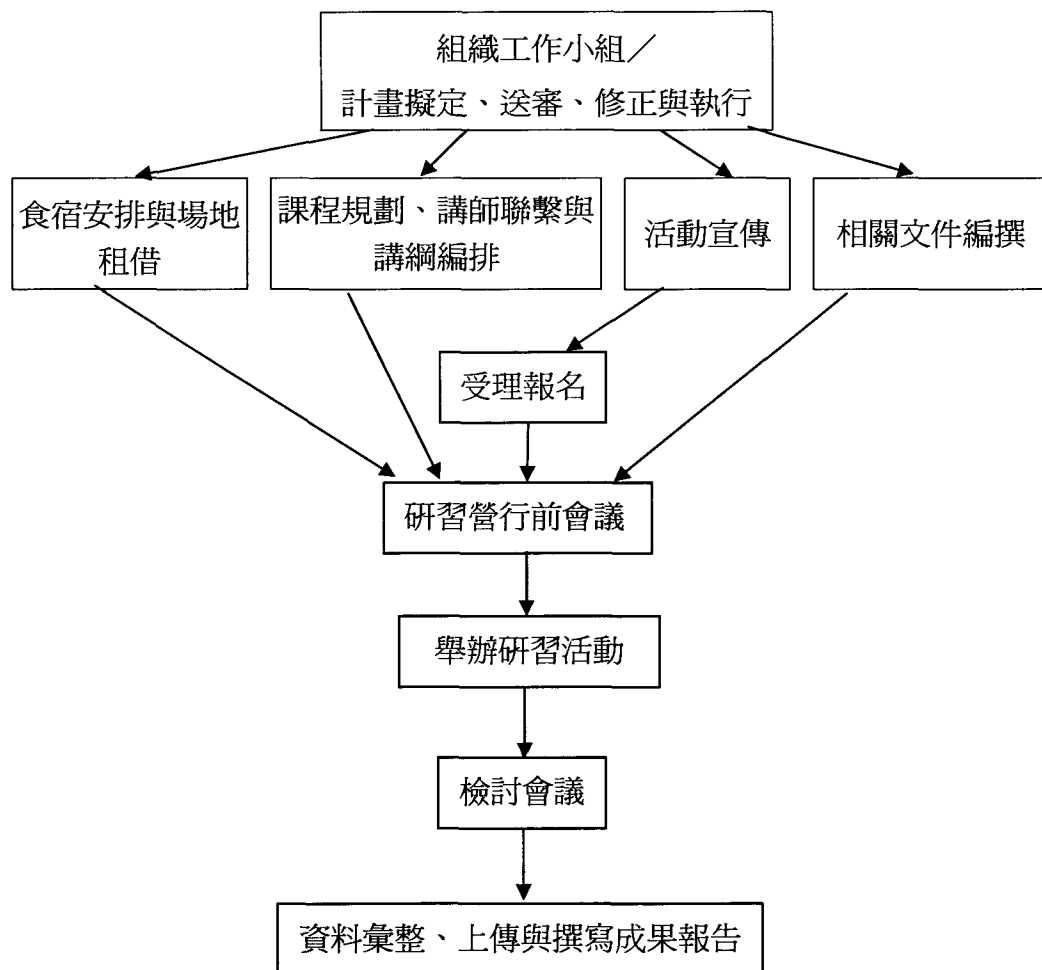 組織工作小組／
計畫擬定、送審、修正與執行
食宿安排與場地
租借
課程規劃、講師聯繫與
講綱編排
活動宣傳
相關文件編撰
受理報名
研習營行前會議
舉辦研習活動
檢討會議
資料彙整、上傳與撰寫成果報告